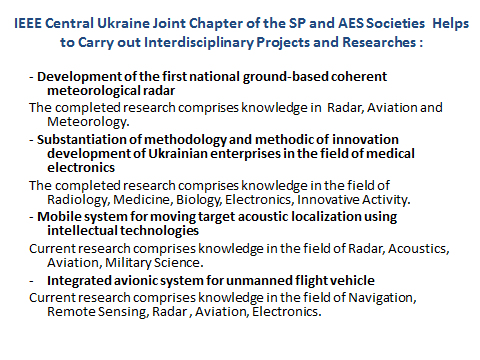 IEEE Central Ukraine Joint Chapter of the SP and AES Societies Helps
to Carry out Interdisciplinary Projects and Researches :
- Development of the first national ground-based coherent
meteorological radar
The completed research comprises knowledge in Radar, Aviation and
Meteorology.
- Substantiation of methodology and methodic of innovation
development of Ukrainian enterprises in the field of medical
electronics
The completed research comprises knowledge in the field of
Radiology, Medicine, Biology, Electronics, Innovative Activity.
- Mobile system for moving target acoustic localization using
intellectual technologies
Current research comprises knowledge in the field of Radar, Acoustics,
Aviation, Military Science.
- Integrated avionic system for unmanned flight vehicle
Current research comprises knowledge in the field of Navigation,
Remote Sensing, Radar , Aviation, Electronics.